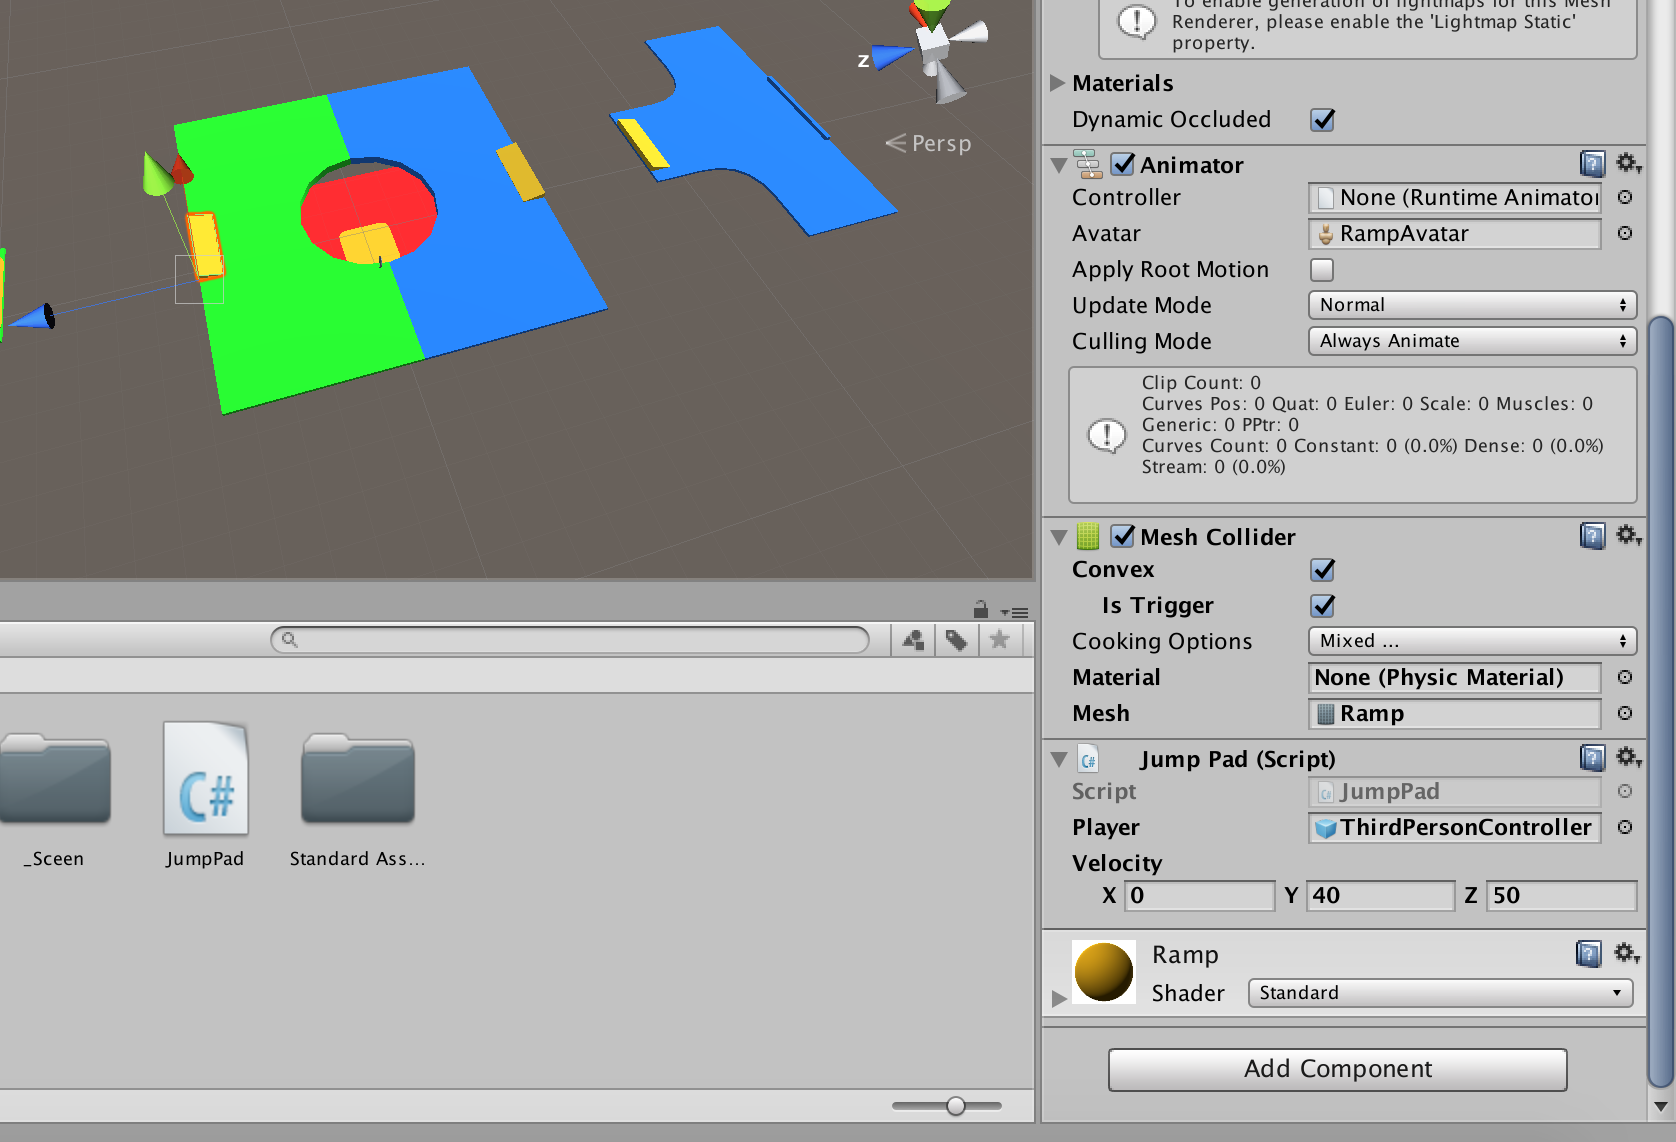 To enable generation of lightmaps for this Mesh
Renderer, please enable the 'Lightmap Static'
property.
Materials
Dynamic Occluded
z
Persp
Animator
Controller None (Runtime Animator
Avatar RampAvatar
Apply Root Motion
Update Mode Normal
Culling Mode Always Animate
Clip Count: 0
Curves Pos: 0 Quat: 0 Euler: 0 Scale: 0 Muscles: 0
Generic: 0 PPtr: 0
Curves Count: 0 Constant: 0 (0.0%) Dense: 0 (0.0%)
Stream: 0 (0.0%)
Mesh Collider
Convex
Is Trigger
Cooking Options Mixed ...
Material None (Physic Material)
Mesh Ramp
Jump Pad (Script)
Script C# JumpPad
Player ThirdPersonController
Velocity
X 0 Y 40 Z 50
Ramp
Shader Standard
Add Component
C#
_Sceen JumpPad Standard Ass...